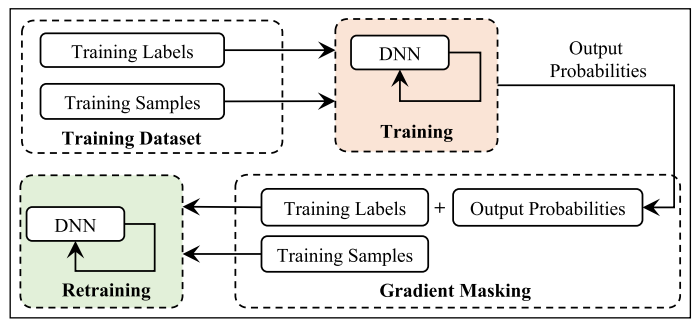 Training Labels
Training Samples
Training Dataset
DNN
Training
Output
Probabilities
DNN
Retraining
Training Labels + Output Probabilities
Training Samples
Gradient Masking